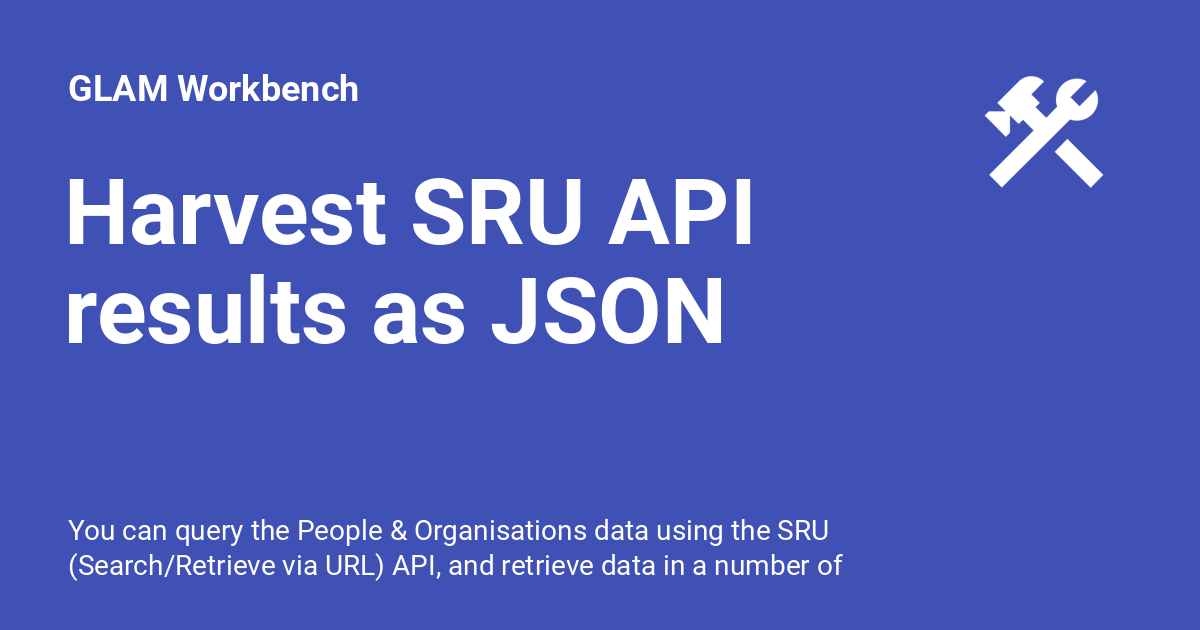 GLAM Workbench
Harvest SRU API
results as JSON
You can query the People & Organisations data using the SRU
(Search/Retrieve via URL) API, and retrieve data in a number of